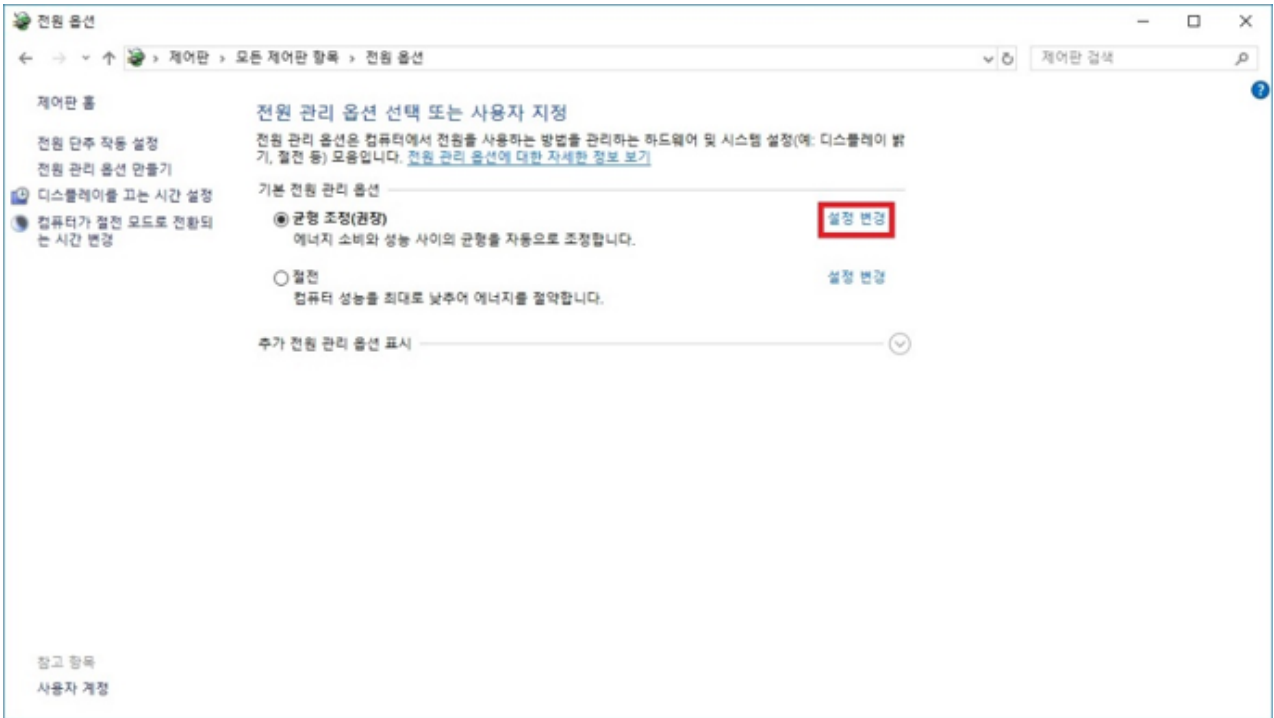 전원 옵션
제어판 › 모든 제어판 항목 › 전원 옵션
제어판 검색
제어판 홈
전원 단추 작동 설정
전원 관리 옵션 만들기
디스플레이를 끄는 시간 설정
컴퓨터가 절전 모드로 전환되
는 시간 변경
전원 관리 옵션 선택 또는 사용자 지정
전원 관리 옵션은 컴퓨터에서 전원을 사용하는 방법을 관리하는 하드웨어 및 시스템 설정(예: 디스플레이 밝
기, 절전 등) 모음입니다. 전원 관리 옵션에 대한 자세한 정보 보기
기본 전원 관리 옵션
균형 조정(권장) 설정 변경
에너지 소비와 성능 사이의 균형을 자동으로 조정합니다.
절전 설정 변경
컴퓨터 성능을 최대로 낮추어 에너지를 절약합니다.
추가 전원 관리 옵션 표시
참고 항목
사용자 계정